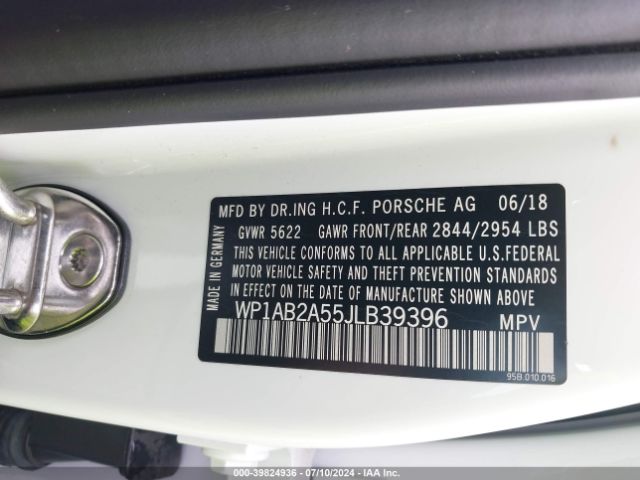 MFD BY DR.ING H.C.F. PORSCHE AG 06/18
GVWR 5622 GAWR FRONT/REAR 2844/2954 LBS
THIS VEHICLE CONFORMS TO ALL APPLICABLE U.S.FEDERAL
MOTOR VEHICLE SAFETY AND THEFT PREVENTION STANDARDS
IN EFFECT ON THE DATE OF MANUFACTURE SHOWN ABOVE
WP1AB2A55JLB39396 MPV
95B.010.016
MADE IN GERMANY
000-39824936 - 07/10/2024 - IAA Inc.